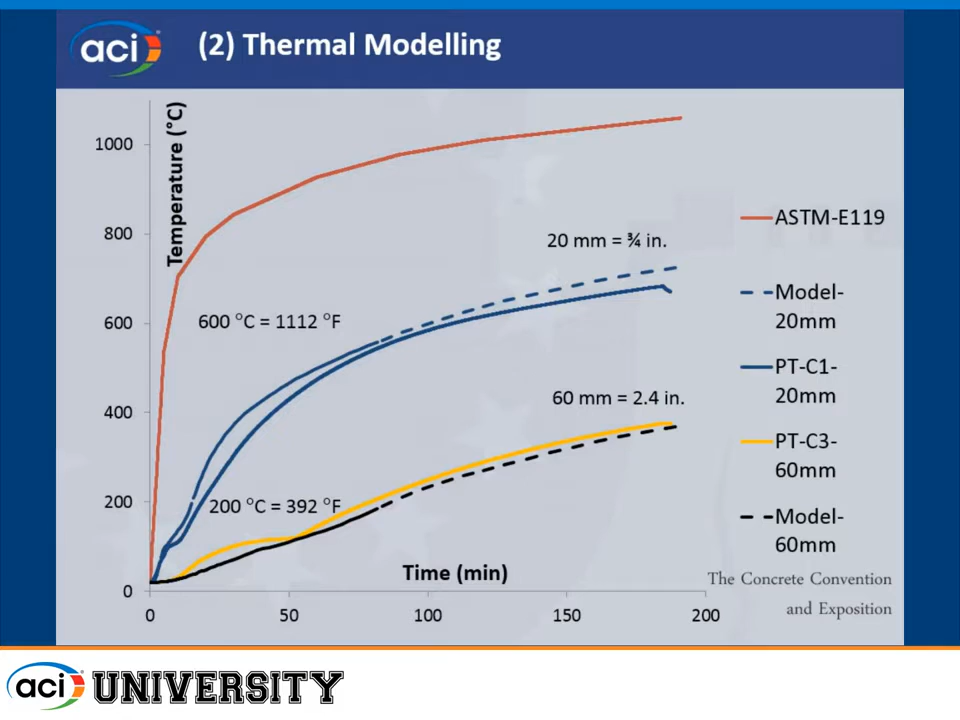 aci
(2) Thermal Modelling
Temperature (°C)
1000
800
600
400
200
0
0
50
100
150
200
Time (min)
20 mm = ¾ in.
600 °C = 1112 °F
60 mm = 2.4 in.
200 °C = 392 °F
ASTM-E119
Model-
20mm
PT-C1-
20mm
PT-C3-
60mm
Model-
60mm
The Concrete Convention
and Exposition
aci UNIVERSITY